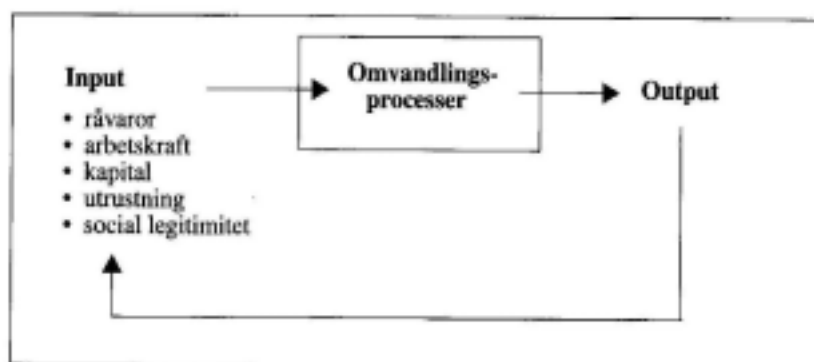 Input
• råvaror
• arbetskraft
• kapital
• utrustning
• social legitimitet
Omvandlings-
processer
Output